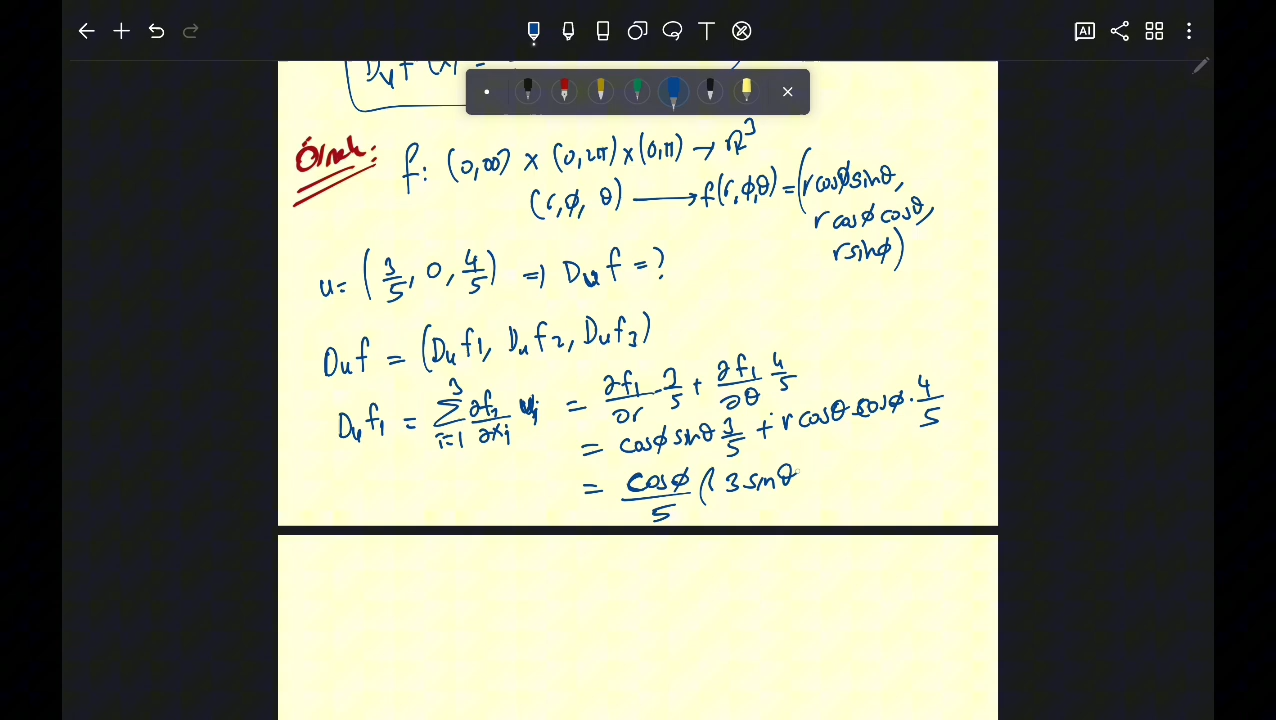 AI
D_v f (x) =
Örnek: f: (0,∞) × (0,2π) × (0,π) → ℝ³
(r, ϕ, θ) ⟶ f(r,ϕ,θ) = (r cosϕ sinθ,
r cosϕ cosθ,
r sinϕ)
u = (3/5, 0, 4/5) ⇒ D_u f = ?
D_u f = (D_u f1, D_u f2, D_u f3)
D_u f1 = ∑_{i=1}^{3} ∂f1/∂x_i u_i = ∂f1/∂r · 3/5 + ∂f1/∂θ 4/5
= cosϕ sinθ 3/5 + r cosθ cosϕ · 4/5
= cosϕ/5 ( 3 sinθ